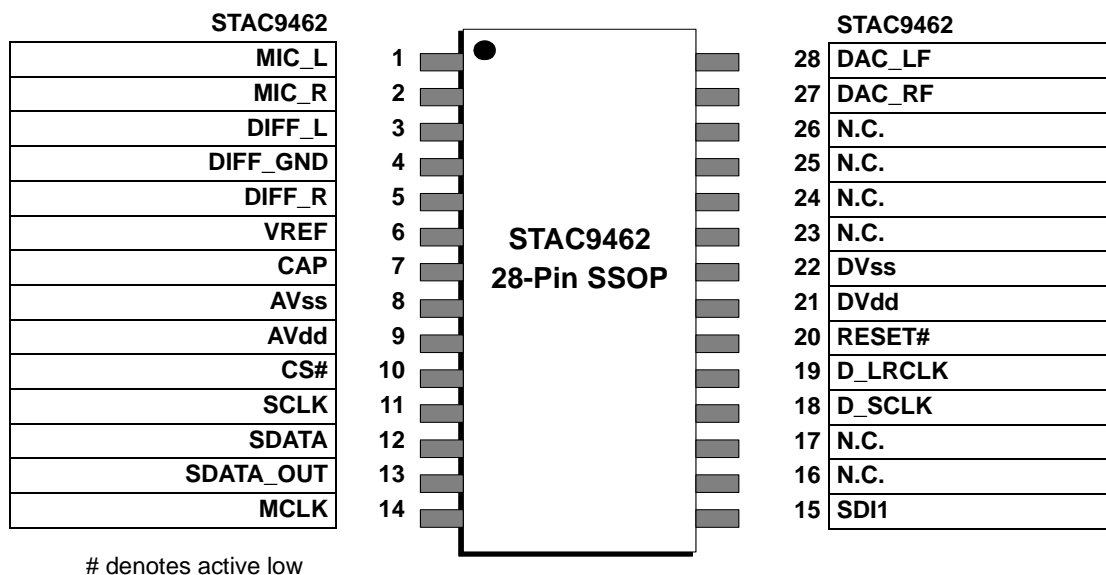 STAC9462 STAC9462
MIC_L 1 28 DAC_LF
MIC_R 2 27 DAC_RF
DIFF_L 3 26 N.C.
DIFF_GND 4 25 N.C.
DIFF_R 5 24 N.C.
VREF 6 23 N.C.
CAP 7 22 DVss
AVss 8 21 DVdd
AVdd 9 20 RESET#
CS# 10 19 D_LRCLK
SCLK 11 18 D_SCLK
SDATA 12 17 N.C.
SDATA_OUT 13 16 N.C.
MCLK 14 15 SDI1
STAC9462
28-Pin SSOP
# denotes active low